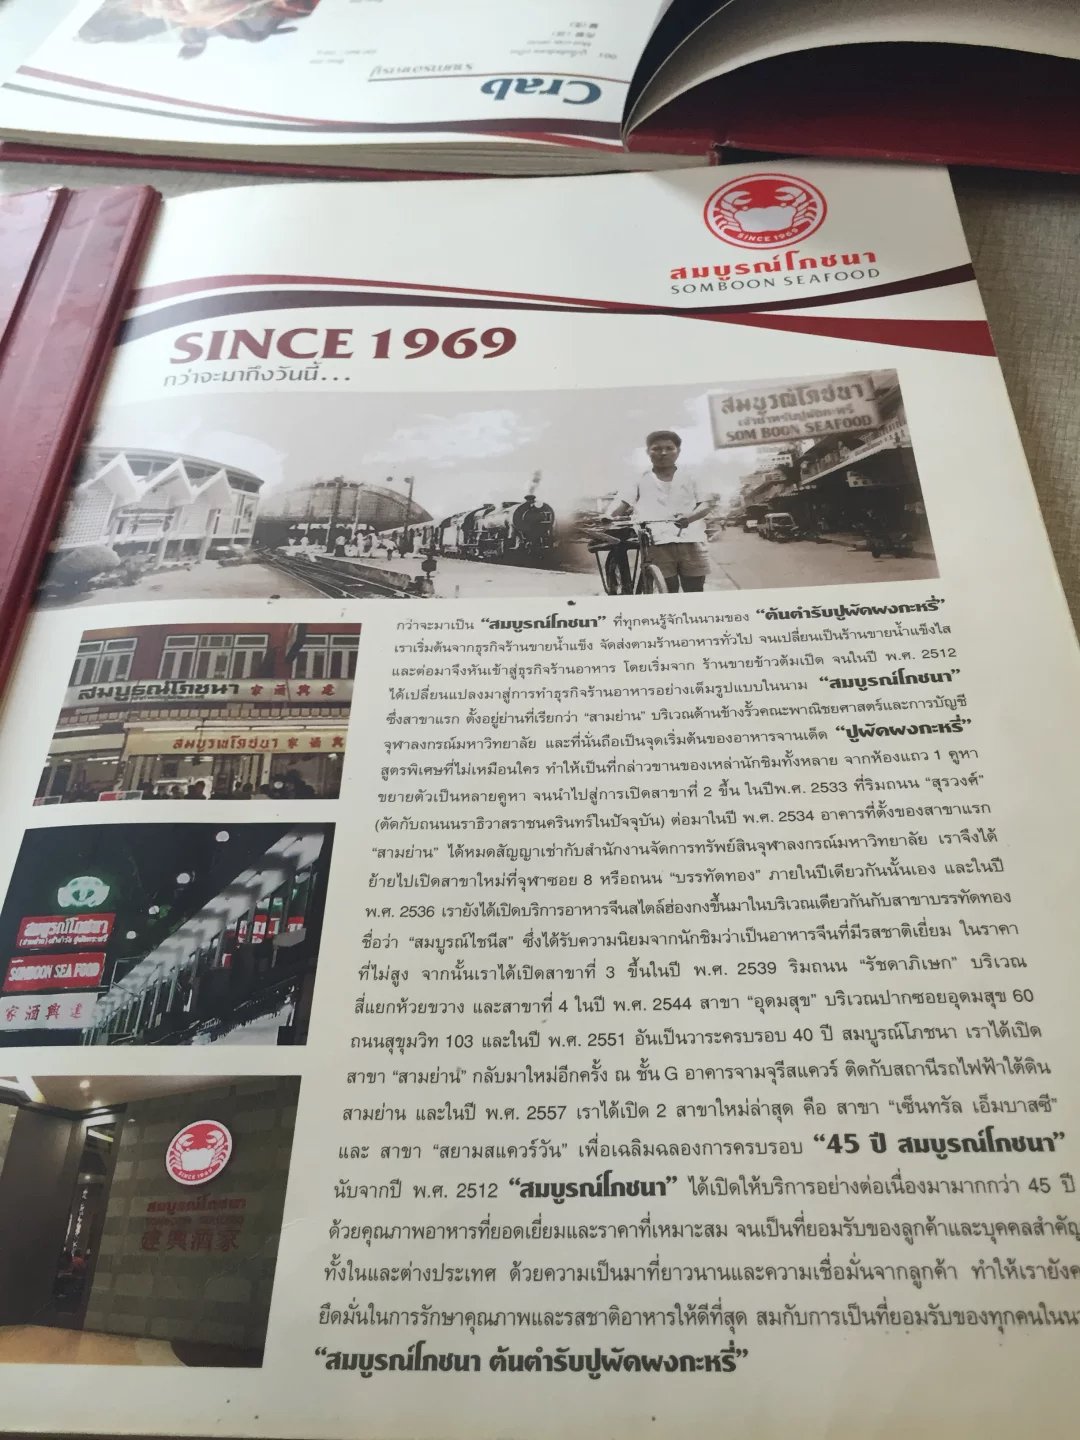 Crab
SINCE 1969
สมบูรณ์โภชนา
SOMBOON SEAFOOD
SINCE 1969
กว่าจะมาถึงวันนี้...
สมบูรณ์โภชนา
เจ้าตำหรับปูผัดกะหรี่
SOM BOON SEAFOOD
กว่าจะมาเป็น “สมบูรณ์โภชนา” ที่ทุกคนรู้จักในนามของ “ต้นตำรับปูผัดผงกะหรี่”
เราเริ่มต้นจากธุรกิจร้านขายน้ำแข็ง จัดส่งตามร้านอาหารทั่วไป จนเปลี่ยนเป็นร้านขายน้ำแข็งไส
และต่อมาจึงหันเข้าสู่ธุรกิจร้านอาหาร โดยเริ่มจาก ร้านขายข้าวต้มเป็ด จนในปี พ.ศ. 2512
ได้เปลี่ยนแปลงมาสู่การทำธุรกิจร้านอาหารอย่างเต็มรูปแบบในนาม “สมบูรณ์โภชนา”
ซึ่งสาขาแรก ตั้งอยู่ย่านที่เรียกว่า “สามย่าน” บริเวณด้านข้างรั้วคณะพาณิชยศาสตร์และการบัญชี
จุฬาลงกรณ์มหาวิทยาลัย และที่นั่นถือเป็นจุดเริ่มต้นของอาหารจานเด็ด “ปูผัดผงกะหรี่”
สูตรพิเศษที่ไม่เหมือนใคร ทำให้เป็นที่กล่าวขานของเหล่านักชิมทั้งหลาย จากห้องแถว 1 คูหา
ขยายตัวเป็นหลายคูหา จนนำไปสู่การเปิดสาขาที่ 2 ขึ้น ในปีพ.ศ. 2533 ที่ริมถนน “สุรวงศ์”
(ตัดกับถนนนราธิวาสราชนครินทร์ในปัจจุบัน) ต่อมาในปี พ.ศ. 2534 อาคารที่ตั้งของสาขาแรก
“สามย่าน” ได้หมดสัญญาเช่ากับสำนักงานจัดการทรัพย์สินจุฬาลงกรณ์มหาวิทยาลัย เราจึงได้
ย้ายไปเปิดสาขาใหม่ที่จุฬาซอย 8 หรือถนน “บรรทัดทอง” ภายในปีเดียวกันนั้นเอง และในปี
พ.ศ. 2536 เรายังได้เปิดบริการอาหารจีนสไตล์ฮ่องกงขึ้นมาในบริเวณเดียวกันกับสาขาบรรทัดทอง
ชื่อว่า “สมบูรณ์ไชนีส” ซึ่งได้รับความนิยมจากนักชิมว่าเป็นอาหารจีนที่มีรสชาติเยี่ยม ในราคา
ที่ไม่สูง จากนั้นเราได้เปิดสาขาที่ 3 ขึ้นในปี พ.ศ. 2539 ริมถนน “รัชดาภิเษก” บริเวณ
สี่แยกห้วยขวาง และสาขาที่ 4 ในปี พ.ศ. 2544 สาขา “อุดมสุข” บริเวณปากซอยอุดมสุข 60
ถนนสุขุมวิท 103 และในปี พ.ศ. 2551 อันเป็นวาระครบรอบ 40 ปี สมบูรณ์โภชนา เราได้เปิด
สาขา “สามย่าน” กลับมาใหม่อีกครั้ง ณ ชั้น G อาคารจามจุรีสแควร์ ติดกับสถานีรถไฟฟ้าใต้ดิน
สามย่าน และในปี พ.ศ. 2557 เราได้เปิด 2 สาขาใหม่ล่าสุด คือ สาขา “เซ็นทรัล เอ็มบาสซี”
และ สาขา “สยามสแควร์วัน” เพื่อเฉลิมฉลองการครบรอบ “45 ปี สมบูรณ์โภชนา”
นับจากปี พ.ศ. 2512 “สมบูรณ์โภชนา” ได้เปิดให้บริการอย่างต่อเนื่องมามากกว่า 45 ปี
ด้วยคุณภาพอาหารที่ยอดเยี่ยมและราคาที่เหมาะสม จนเป็นที่ยอมรับของลูกค้าและบุคคลสำคัญ
ทั้งในและต่างประเทศ ด้วยความเป็นมาที่ยาวนานและความเชื่อมั่นจากลูกค้า ทำให้เรายังค
ยึดมั่นในการรักษาคุณภาพและรสชาติอาหารให้ดีที่สุด สมกับการเป็นที่ยอมรับของทุกคนในน
“สมบูรณ์โภชนา ต้นตำรับปูผัดผงกะหรี่”
สมบูรณ์โภชนา 家酒興建
สมบูรณ์โภชนา 家酒興建
สมบูรณ์โภชนา
SOMBOON SEA FOOD
家酒興建
SINCE 1969
สมบูรณ์โภชนา
建興酒家